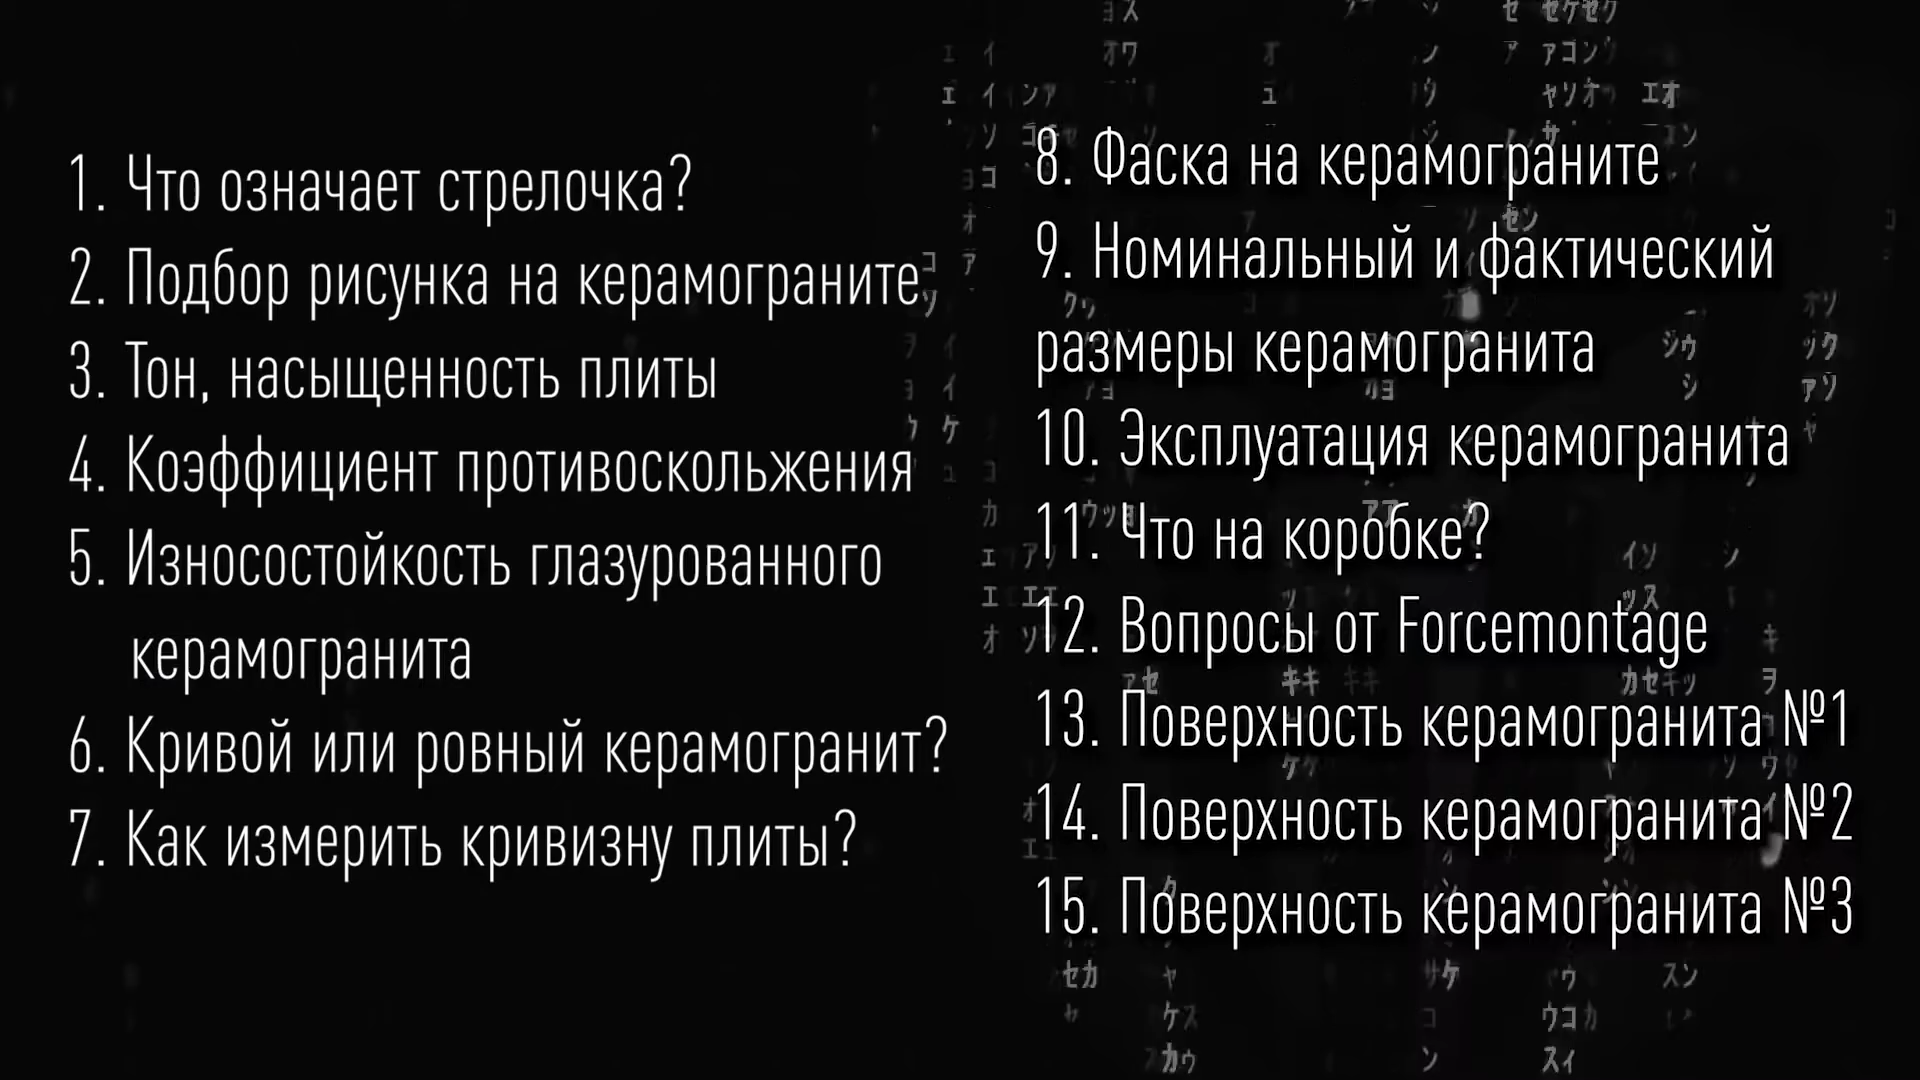 1. Что означает стрелочка?
2. Подбор рисунка на керамограните
3. Тон, насыщенность плиты
4. Коэффициент противоскольжения
5. Износостойкость глазурованного
керамогранита
6. Кривой или ровный керамогранит?
7. Как измерить кривизну плиты?
8. Фаска на керамограните
9. Номинальный и фактический
размеры керамогранита
10. Эксплуатация керамогранита
11. Что на коробке?
12. Вопросы от Forcemontage
13. Поверхность керамогранита №1
14. Поверхность керамогранита №2
15. Поверхность керамогранита №3